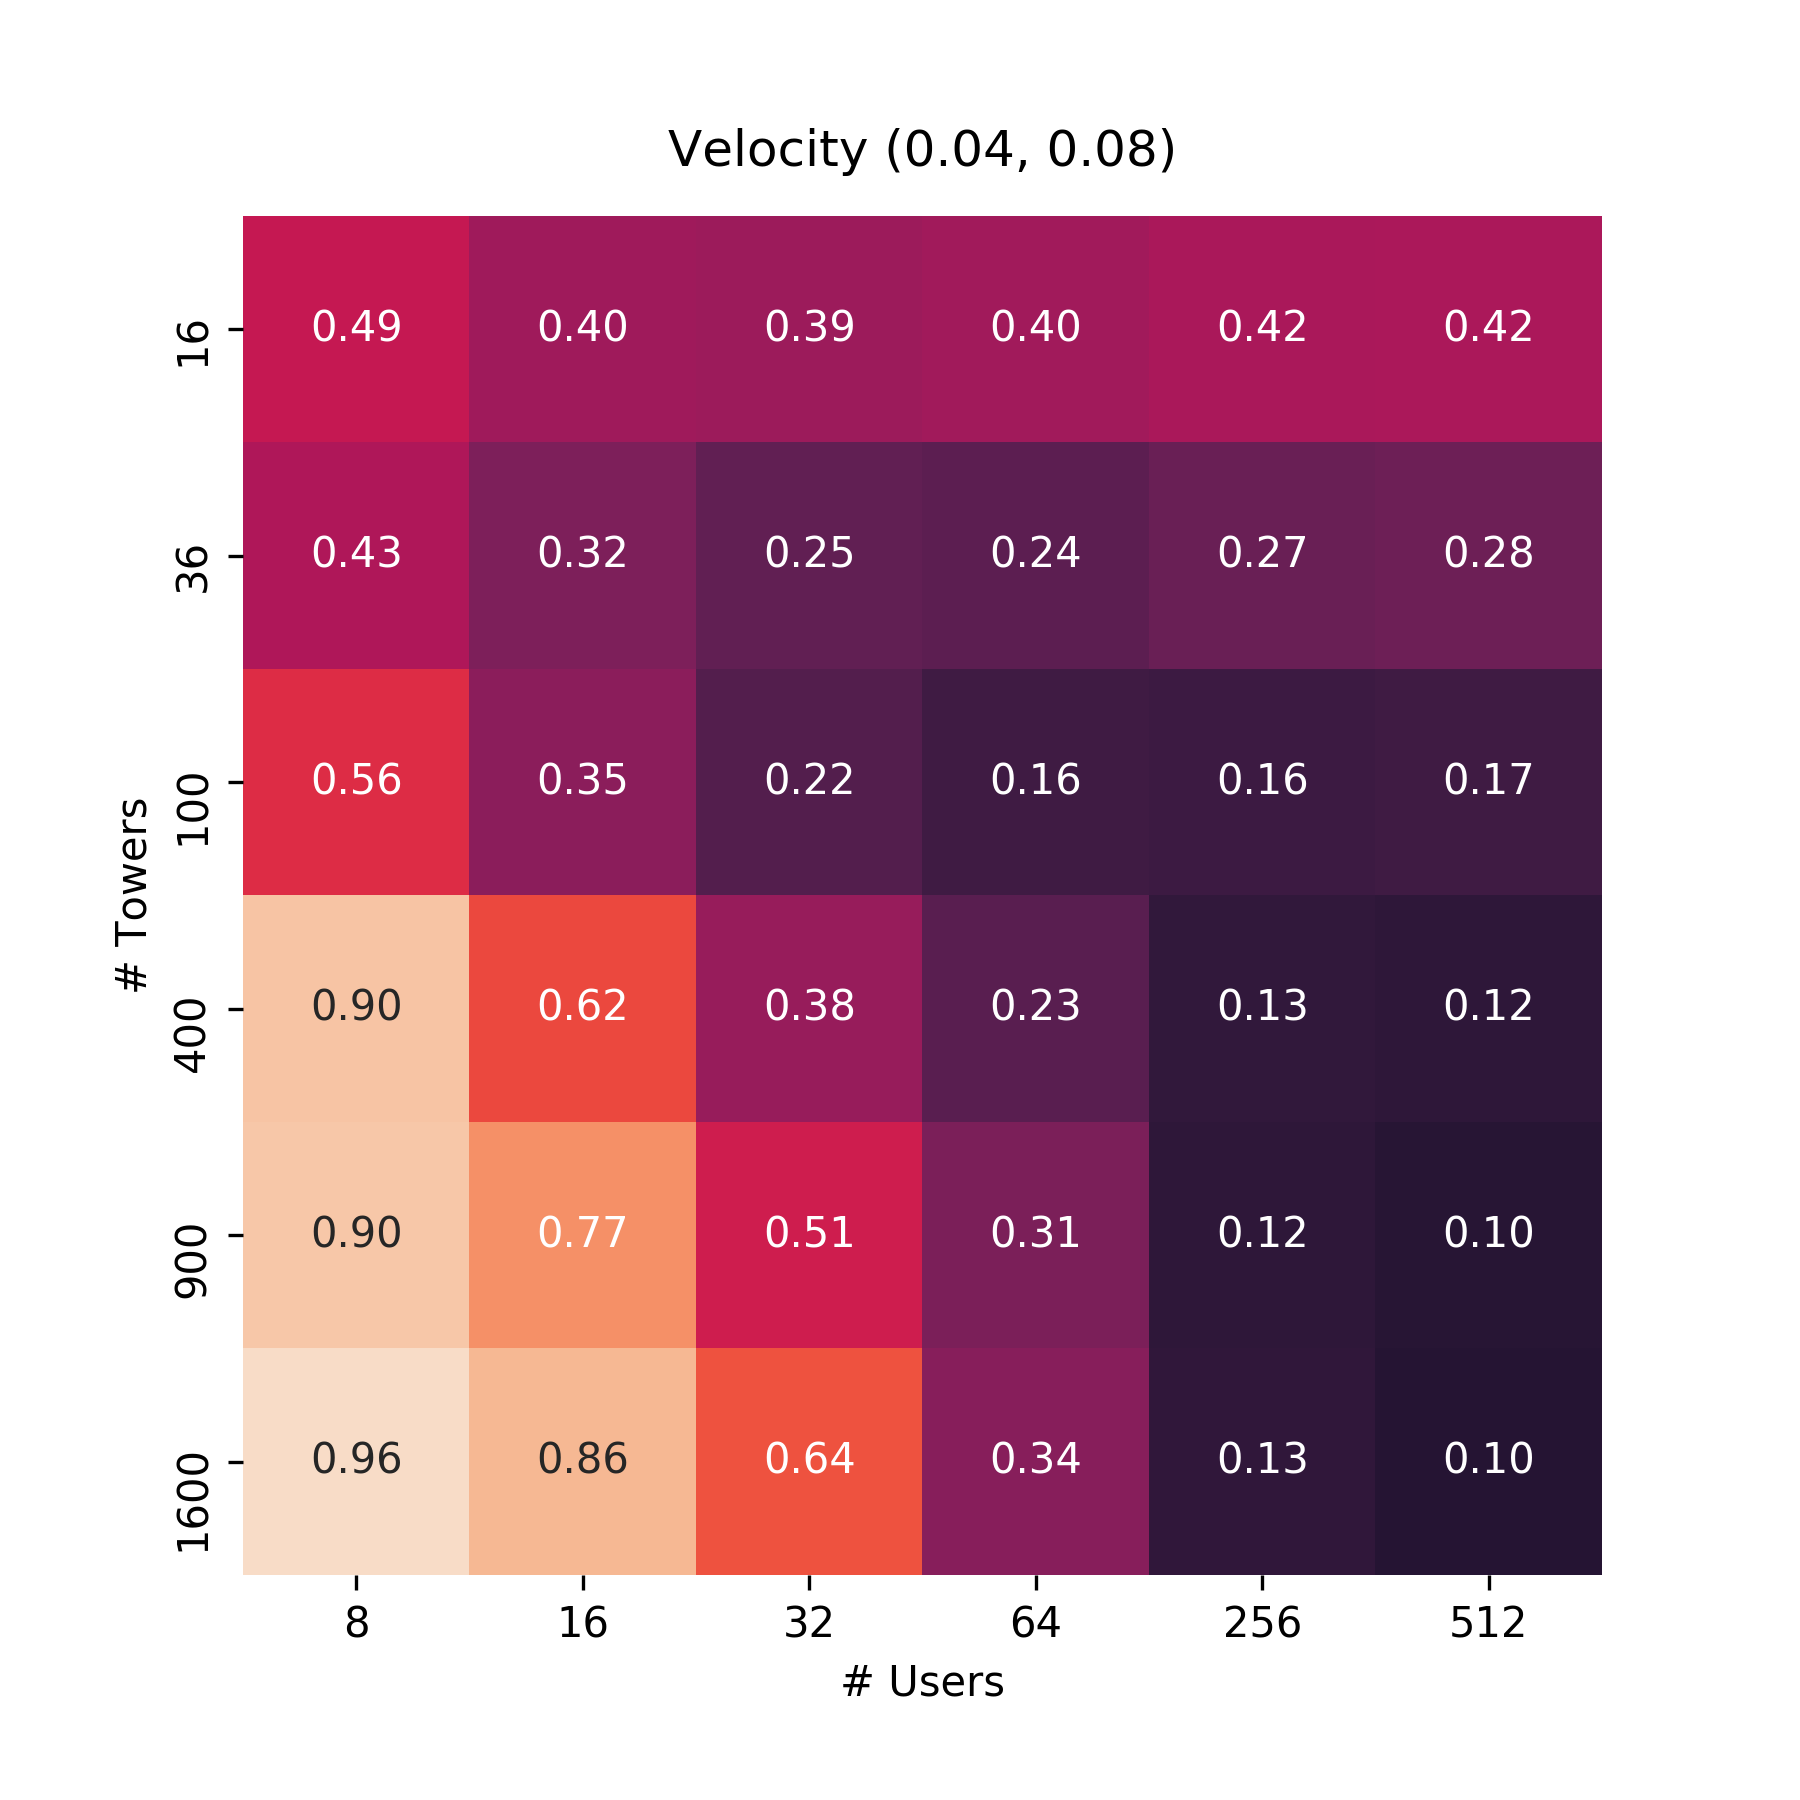 Velocity (0.04, 0.08)
# Towers
16 0.49 0.40 0.39 0.40 0.42 0.42
36 0.43 0.32 0.25 0.24 0.27 0.28
100 0.56 0.35 0.22 0.16 0.16 0.17
400 0.90 0.62 0.38 0.23 0.13 0.12
900 0.90 0.77 0.51 0.31 0.12 0.10
1600 0.96 0.86 0.64 0.34 0.13 0.10
8 16 32 64 256 512
# Users